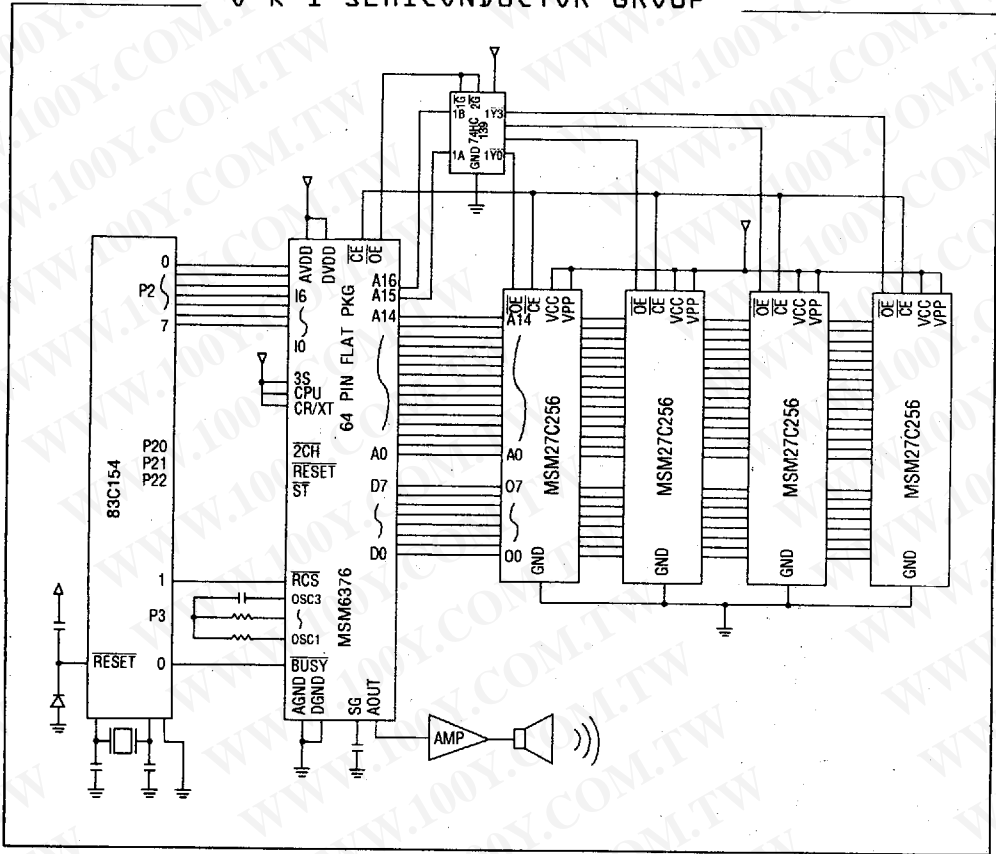 O K I SEMICONDUCTOR GROUP
1G 2G
1B 1Y3
74HC
139
1A 1Y0
GND
AVDD
DVDD
CE OE
A16
A15
A14
64 PIN FLAT PKG
0
P2
7
I6
I0
3S
CPU
CR/XT
2CH
RESET
ST
A0
D7
D0
P20
P21
P22
83C154
1
P3
0
RESET
RCS
OSC3
OSC1
BUSY
MSM6376
AGND
DGND
SG
AOUT
AMP
OE
CE
VCC
VPP
A14
A0
O7
O0
MSM27C256
GND
OE
CE
VCC
VPP
MSM27C256
GND
OE
CE
VCC
VPP
MSM27C256
GND
OE
CE
VCC
VPP
MSM27C256
GND
WWW.100Y.COM.TW